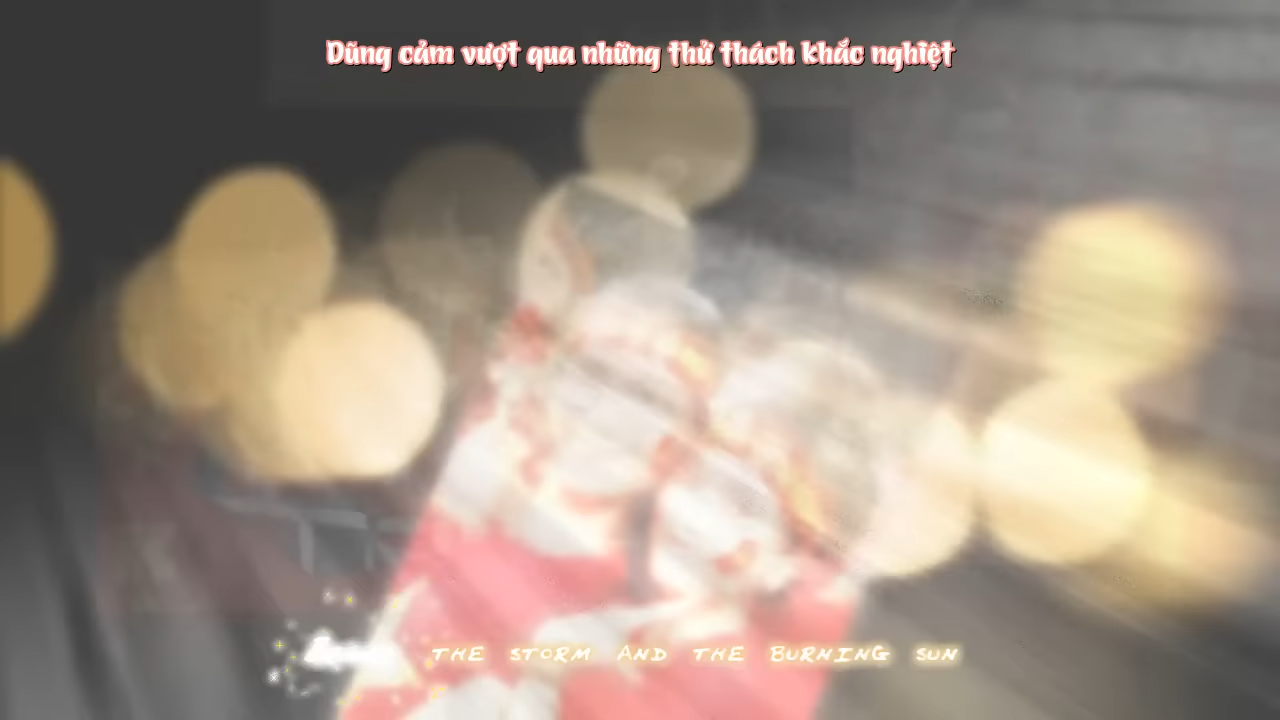 Dũng cảm vượt qua những thử thách khắc nghiệt
THE STORM AND THE BURNING SUN